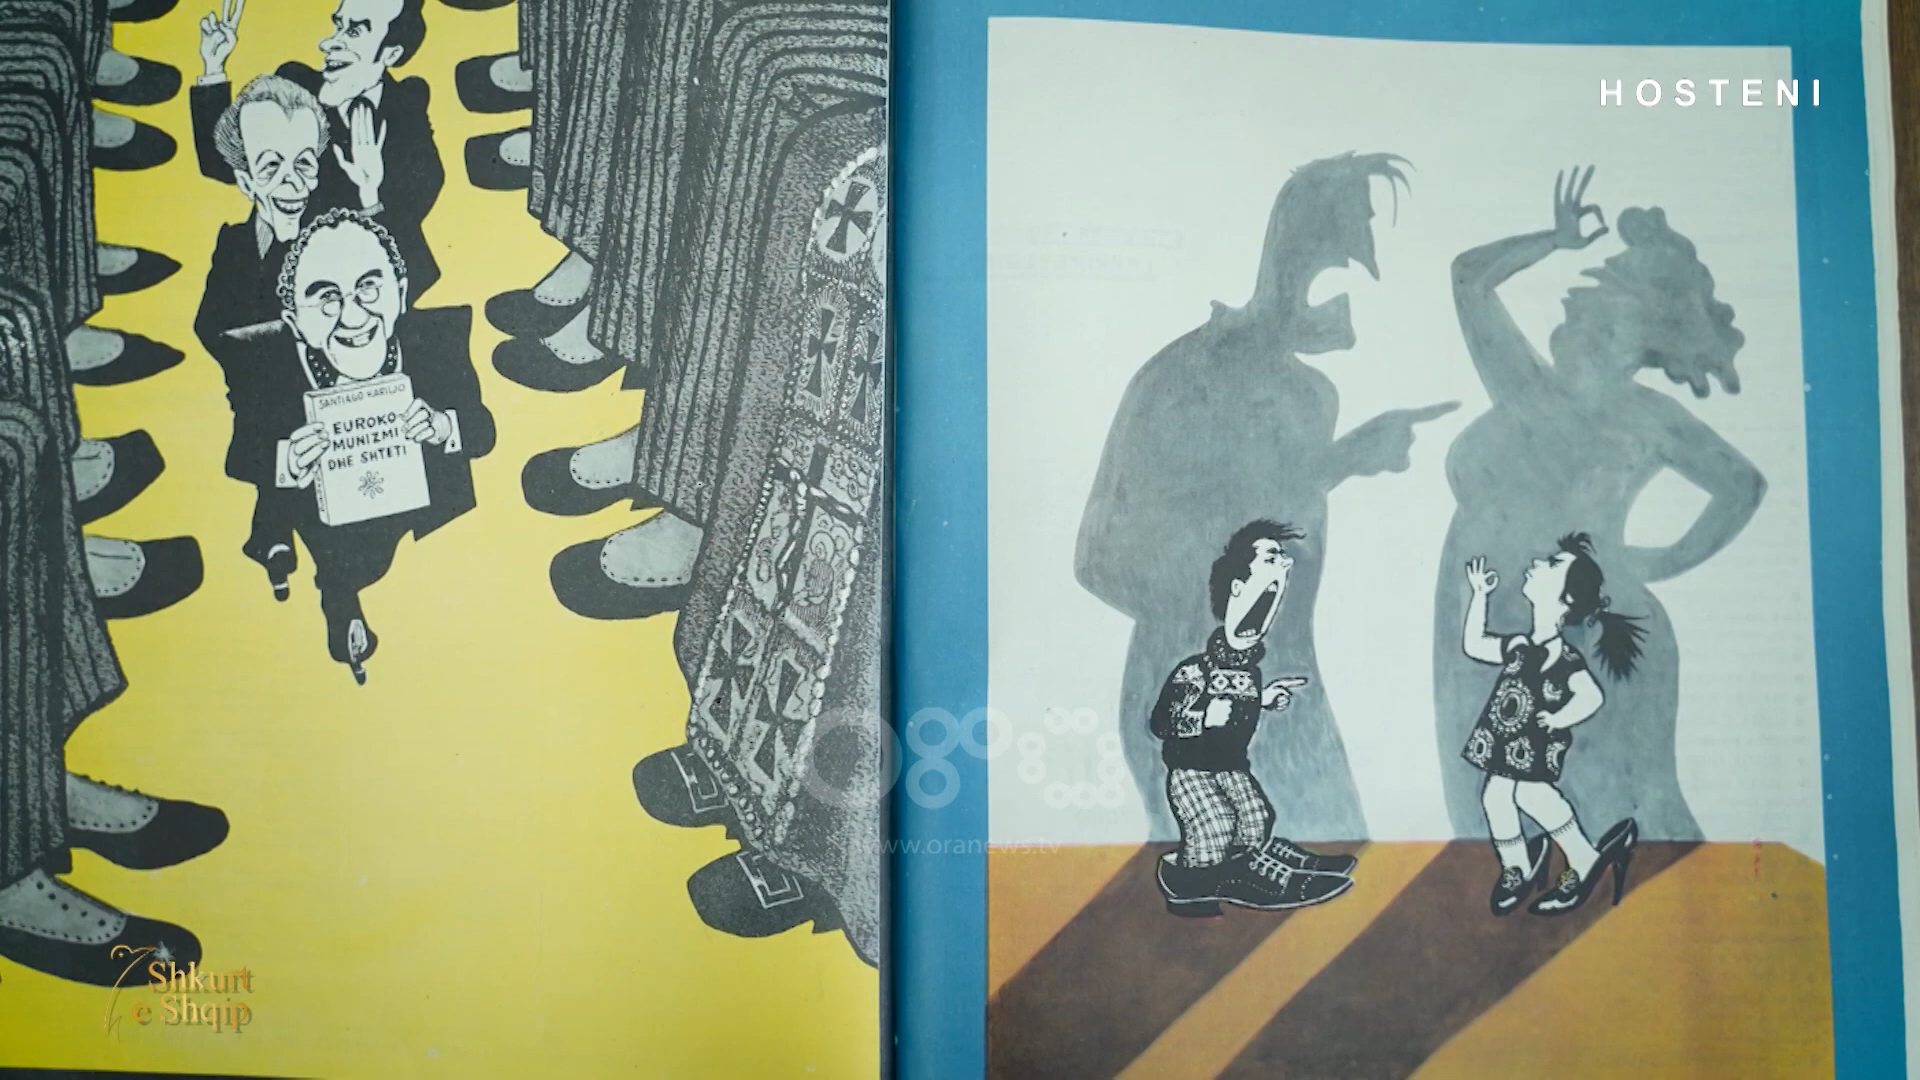 HOSTENI
SANTIAGO KARILJO
EUROKO-
MUNIZMI
DHE SHTETI
www.oranews.tv
Shkurt
e Shqip